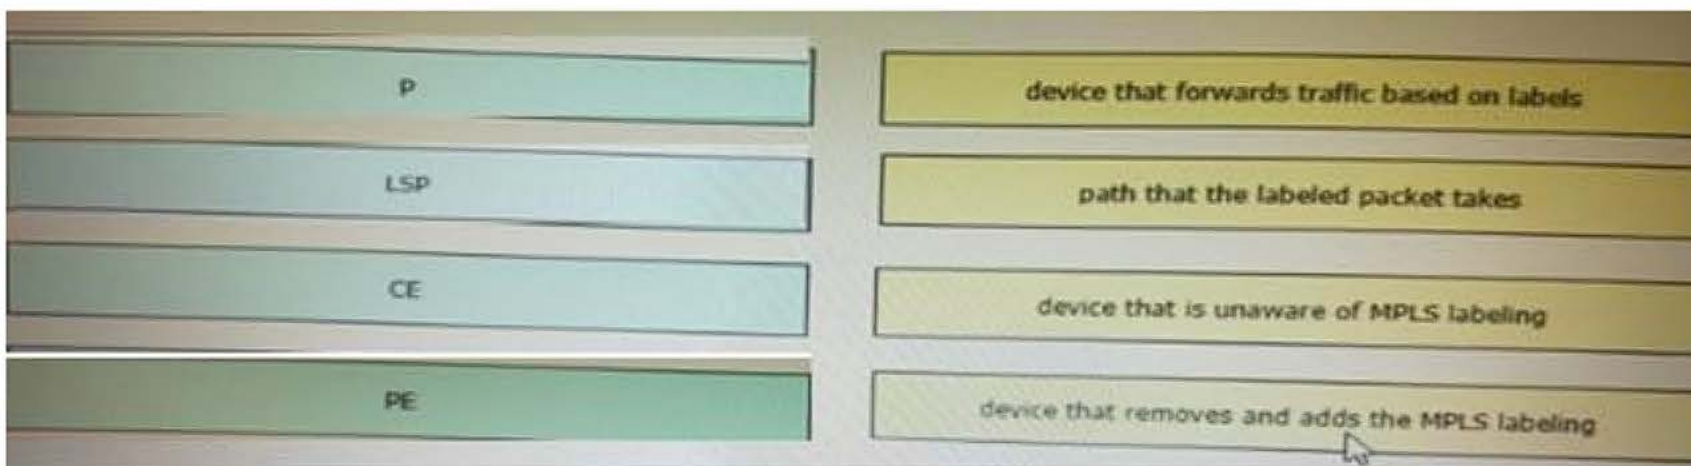 P
device that forwards traffic based on labels
LSP
path that the labeled packet takes
CE
device that is unaware of MPLS labeling
PE
device that removes and adds the MPLS labeling